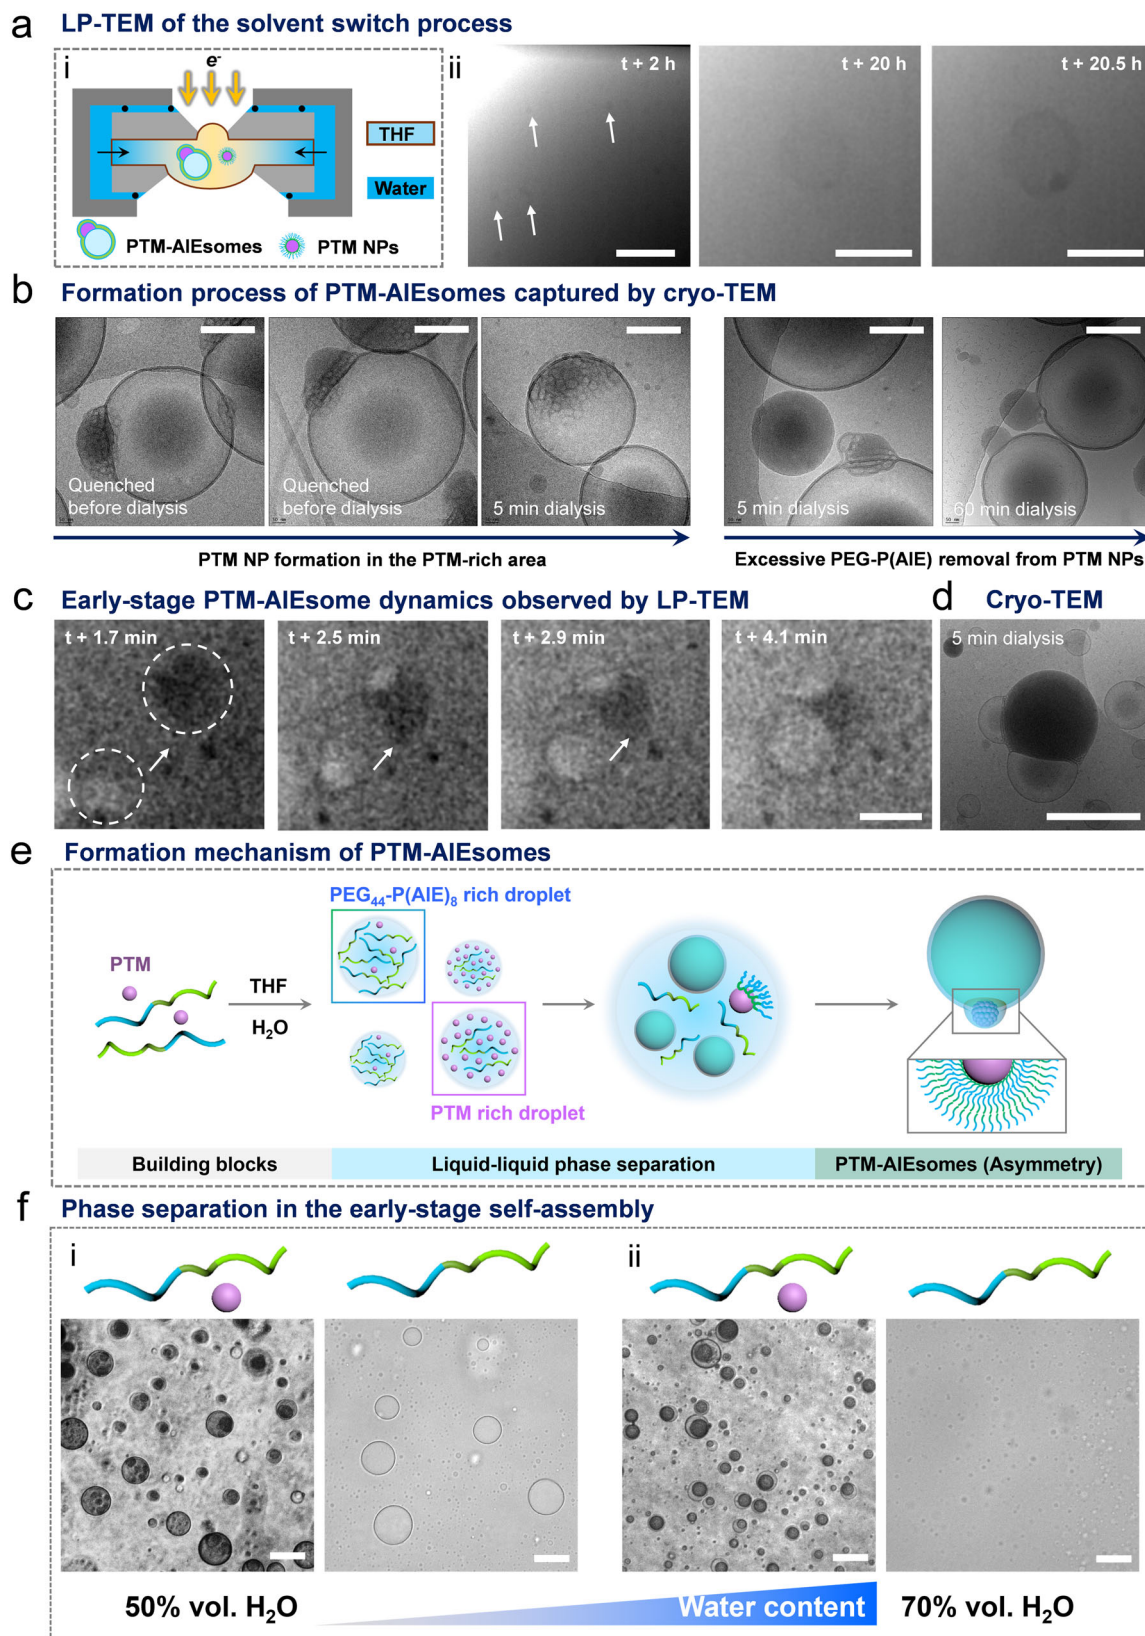 a LP-TEM of the solvent switch process
i
e-
THF
Water
PTM-AIEsomes
PTM NPs
ii
t + 2 h
t + 20 h
t + 20.5 h
b Formation process of PTM-AIEsomes captured by cryo-TEM
Quenched
before dialysis
Quenched
before dialysis
5 min dialysis
5 min dialysis
60 min dialysis
PTM NP formation in the PTM-rich area
Excessive PEG-P(AIE) removal from PTM NPs
c Early-stage PTM-AIEsome dynamics observed by LP-TEM
t + 1.7 min
t + 2.5 min
t + 2.9 min
t + 4.1 min
d Cryo-TEM
5 min dialysis
e Formation mechanism of PTM-AIEsomes
PTM
THF
H₂O
PEG₄₄-P(AIE)₈ rich droplet
PTM rich droplet
Building blocks
Liquid-liquid phase separation
PTM-AIEsomes (Asymmetry)
f Phase separation in the early-stage self-assembly
i
ii
50% vol. H₂O
Water content
70% vol. H₂O